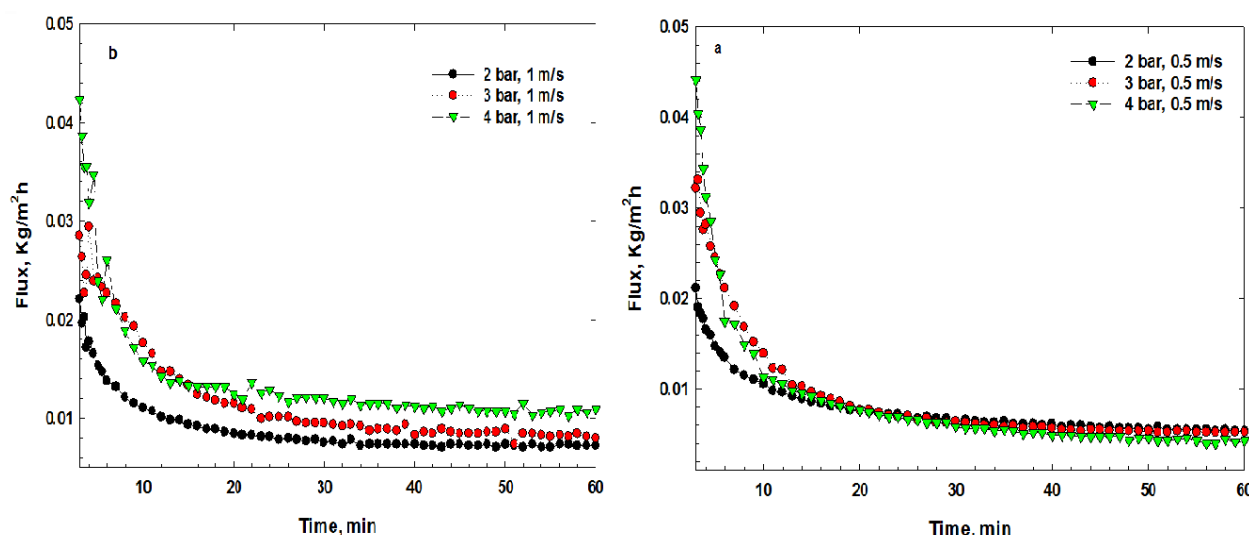 b
2 bar, 1 m/s
3 bar, 1 m/s
4 bar, 1 m/s
Flux, Kg/m²h
0.05
0.04
0.03
0.02
0.01
10 20 30 40 50 60
Time, min
a
2 bar, 0.5 m/s
3 bar, 0.5 m/s
4 bar, 0.5 m/s
Flux, Kg/m²h
0.05
0.04
0.03
0.02
0.01
10 20 30 40 50 60
Time, min